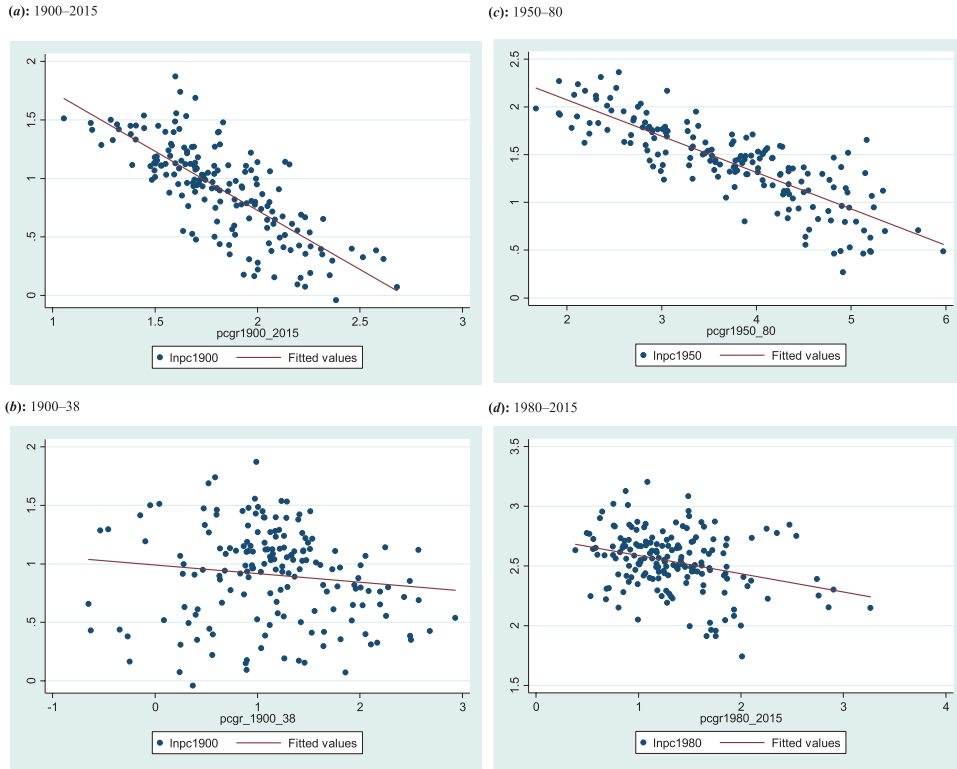 (a): 1900–2015
2
1.5
1
.5
0
1
1.5
2
2.5
3
pcgr1900_2015
lnpc1900
Fitted values
(c): 1950–80
2.5
2
1.5
1
.5
0
2
3
4
5
6
pcgr1950_80
lnpc1950
Fitted values
(b): 1900–38
2
1.5
1
.5
0
-1
0
1
2
3
pcgr_1900_38
lnpc1900
Fitted values
(d): 1980–2015
3.5
3
2.5
2
1.5
0
1
2
3
4
pcgr1980_2015
lnpc1980
Fitted values